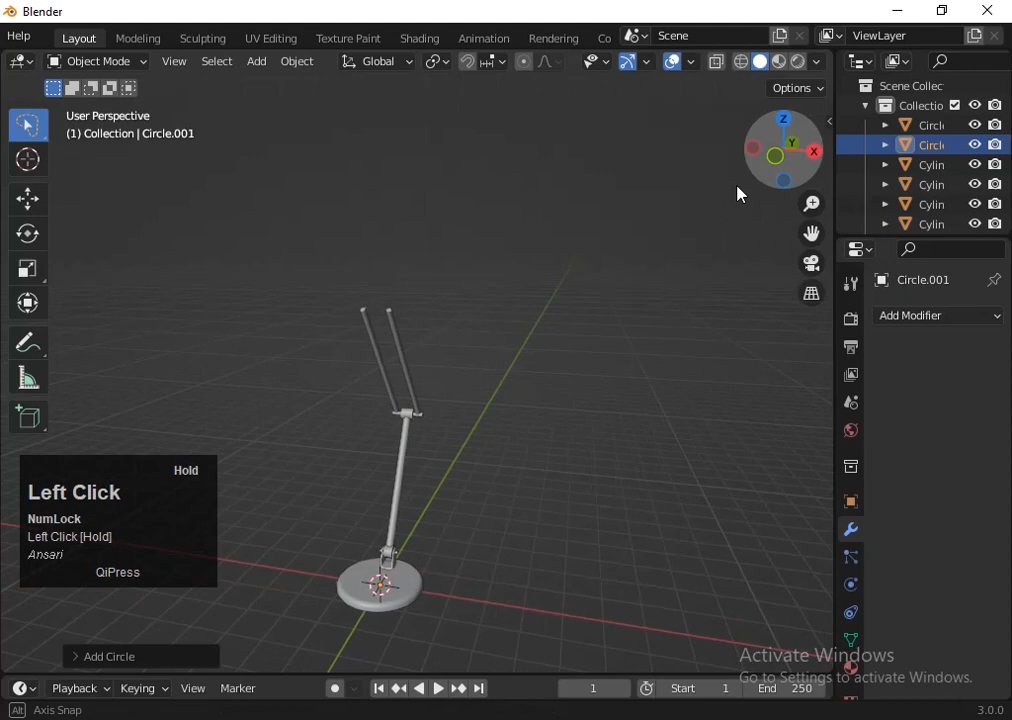 Blender
Help
Layout
Modeling
Sculpting
UV Editing
Texture Paint
Shading
Animation
Rendering
Co
Scene
ViewLayer
Object Mode
View
Select
Add
Object
Global
Options
User Perspective
(1) Collection | Circle.001
Z
Y
X
Scene Collec
Collectio
Circl
Circl
Cylin
Cylin
Cylin
Cylin
Circle.001
Add Modifier
Hold
Left Click
NumLock
Left Click [Hold]
Ansari
QiPress
Add Circle
Activate Windows
Go to Settings to activate Windows.
Playback
Keying
View
Marker
1
Start 1
End 250
Alt Axis Snap
3.0.0